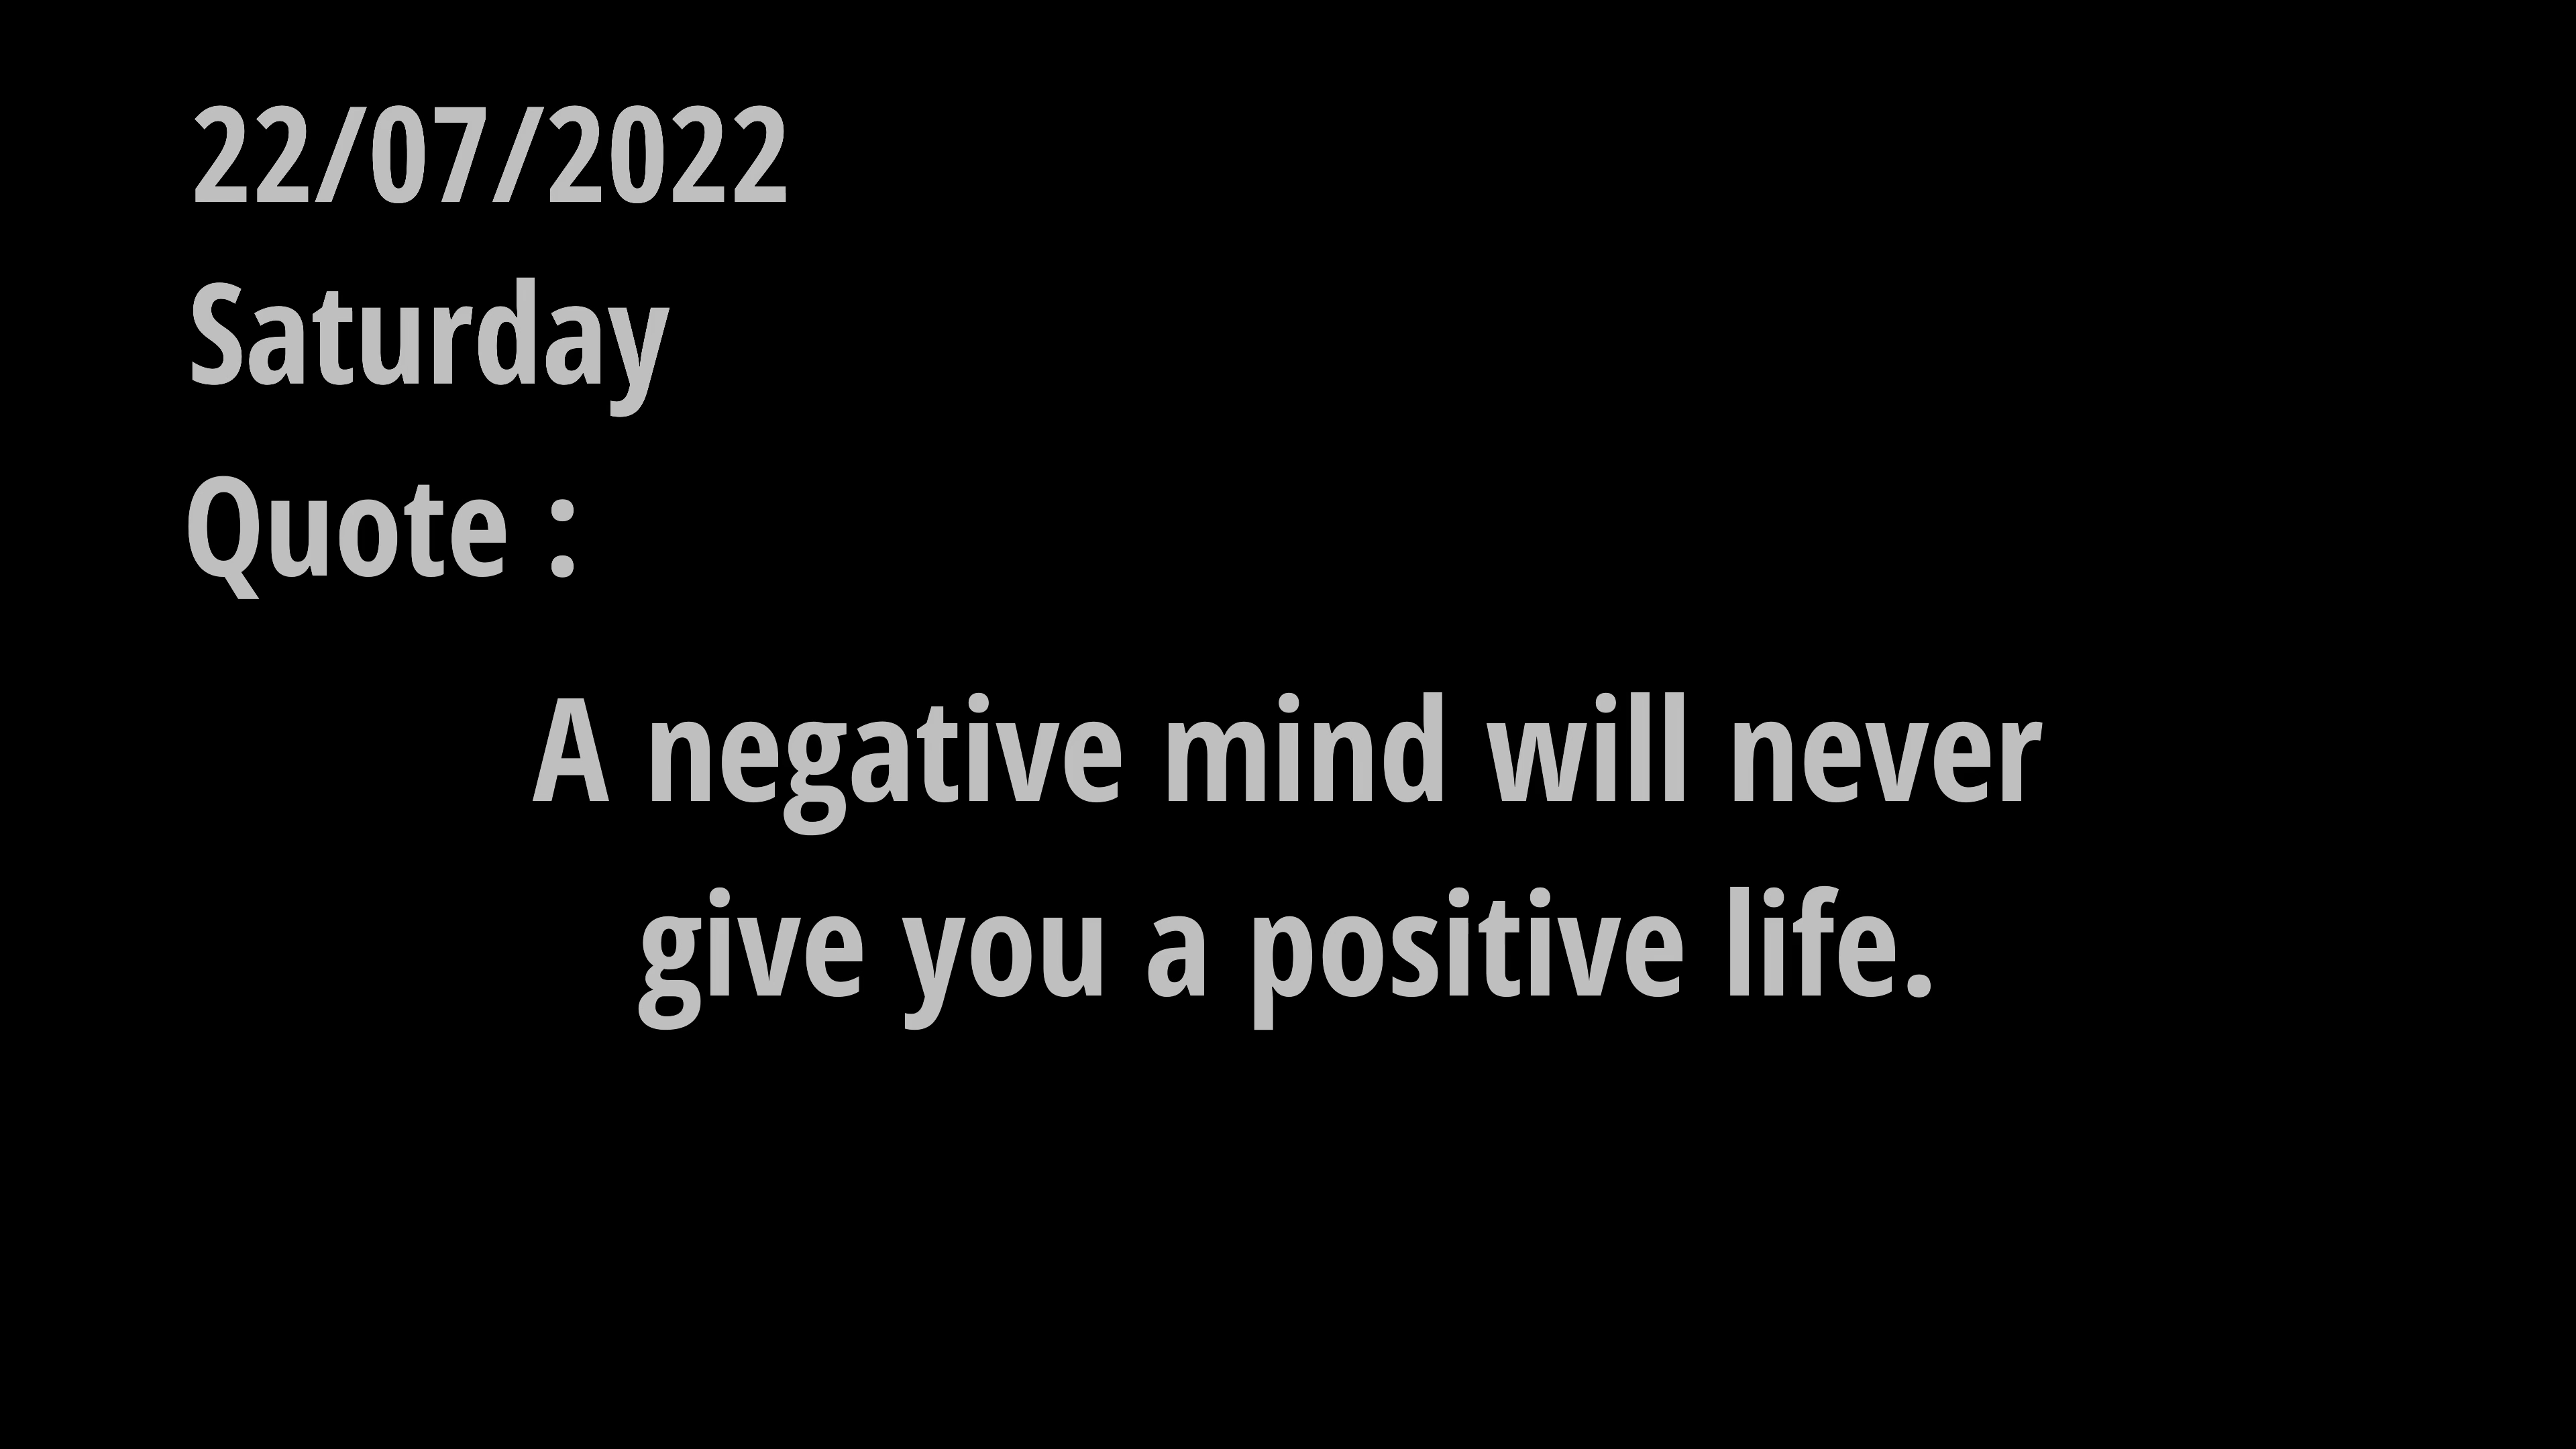 22/07/2022
Saturday
Quote :
A negative mind will never
give you a positive life.